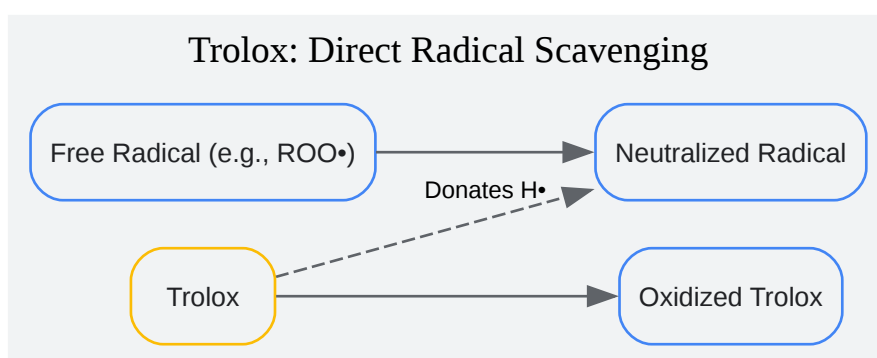 Trolox: Direct Radical Scavenging
Free Radical (e.g., ROO•)
Neutralized Radical
Donates H•
Trolox
Oxidized Trolox